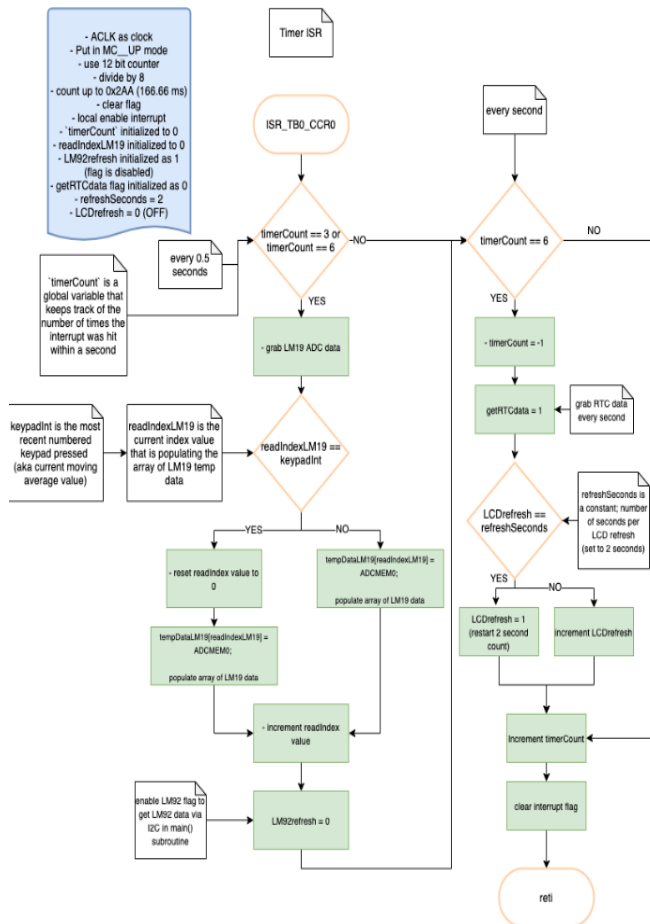 - ACLK as clock
- Put in MC__UP mode
- use 12 bit counter
- divide by 8
- count up to 0x2AA (166.66 ms)
- clear flag
- local enable interrupt
- `timerCount` initialized to 0
- readIndexLM19 initialized to 0
- LM92refresh initialized as 1
(flag is disabled)
- getRTCdata flag initialized as 0
- refreshSeconds = 2
- LCDrefresh = 0 (OFF)
Timer ISR
ISR_TB0_CCR0
timerCount == 3 or
timerCount == 6
NO
YES
every 0.5
seconds
`timerCount` is a
global variable that
keeps track of the
number of times the
interrupt was hit
within a second
- grab LM19 ADC data
keypadInt is the most
recent numbered
keypad pressed
(aka current moving
average value)
readIndexLM19 is the
current index value
that is populating the
array of LM19 temp
data
readIndexLM19 ==
keypadInt
YES
NO
- reset readIndex value to
0
tempDataLM19[readIndexLM19] =
ADCMEM0;
populate array of LM19 data
tempDataLM19[readIndexLM19] =
ADCMEM0;
populate array of LM19 data
- increment readIndex
value
enable LM92 flag to
get LM92 data via
I2C in main()
subroutine
LM92refresh = 0
every second
timerCount == 6
NO
YES
- timerCount = -1
getRTCdata = 1
grab RTC data
every second
LCDrefresh ==
refreshSeconds
refreshSeconds is
a constant; number
of seconds per
LCD refresh
(set to 2 seconds)
YES
NO
LCDrefresh = 1
(restart 2 second
count)
increment LCDrefresh
Increment timerCount
clear interrupt flag
reti